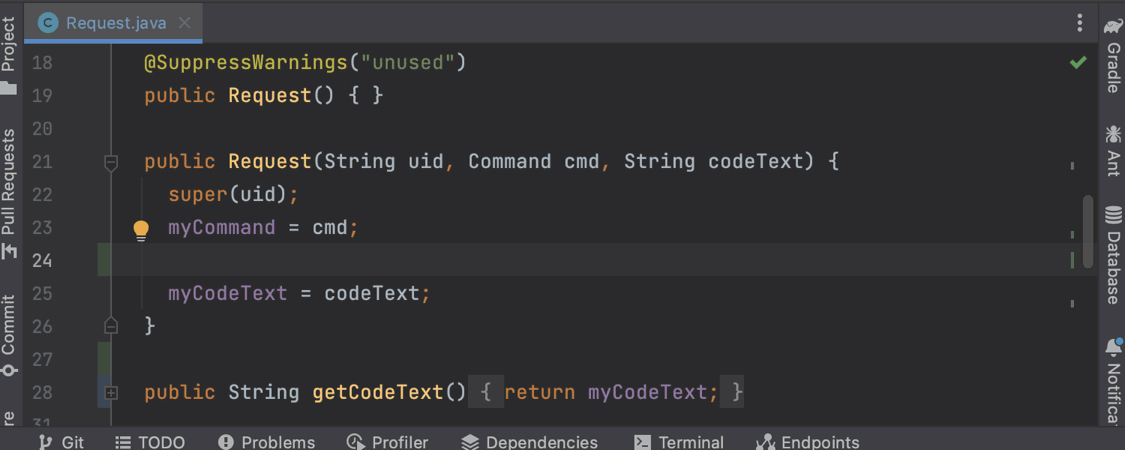 Request.java
18 @SuppressWarnings("unused")
19 public Request() { }
20
21 public Request(String uid, Command cmd, String codeText) {
22 super(uid);
23 myCommand = cmd;
24
25 myCodeText = codeText;
26 }
27
28 public String getCodeText() { return myCodeText; }
31
Project
Pull Requests
Commit
Gradle
Ant
Database
Git TODO Problems Profiler Dependencies Terminal Endpoints